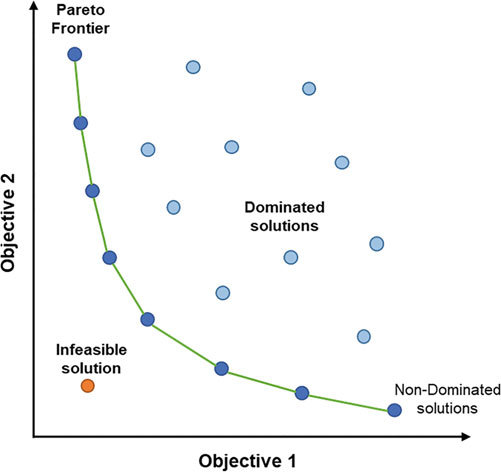 Pareto
Frontier
Objective 2
Dominated
solutions
Infeasible
solution
Non-Dominated
solutions
Objective 1